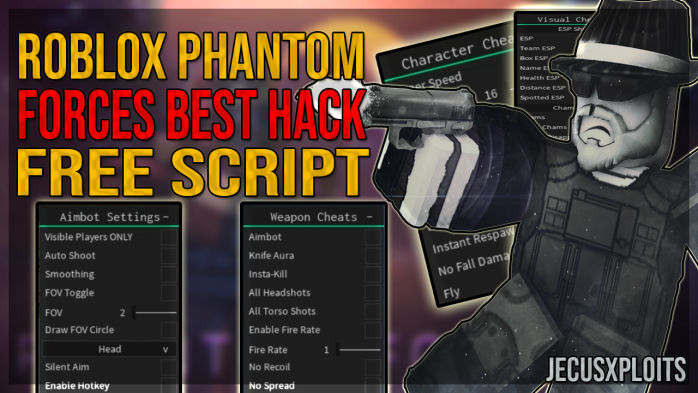 ROBLOX PHANTOM
FORCES BEST HACK
FREE SCRIPT
Aimbot Settings -
Visible Players ONLY
Auto Shoot
Smoothing
FOV Toggle
FOV 2
Draw FOV Circle
Head v
Silent Aim
Enable Hotkey
Weapon Cheats -
Aimbot
Knife Aura
Insta-Kill
All Headshots
All Torso Shots
Enable Fire Rate
Fire Rate 1
No Recoil
No Spread
Character Chea
Speed
16
Instant Respaw
No Fall Dama
Fly
Visual Che
ESP
Team ESP
Box ESP
Name E
Health ESP
Distance ESP
Spotted ESP
Cham
JECUSXPLOITS